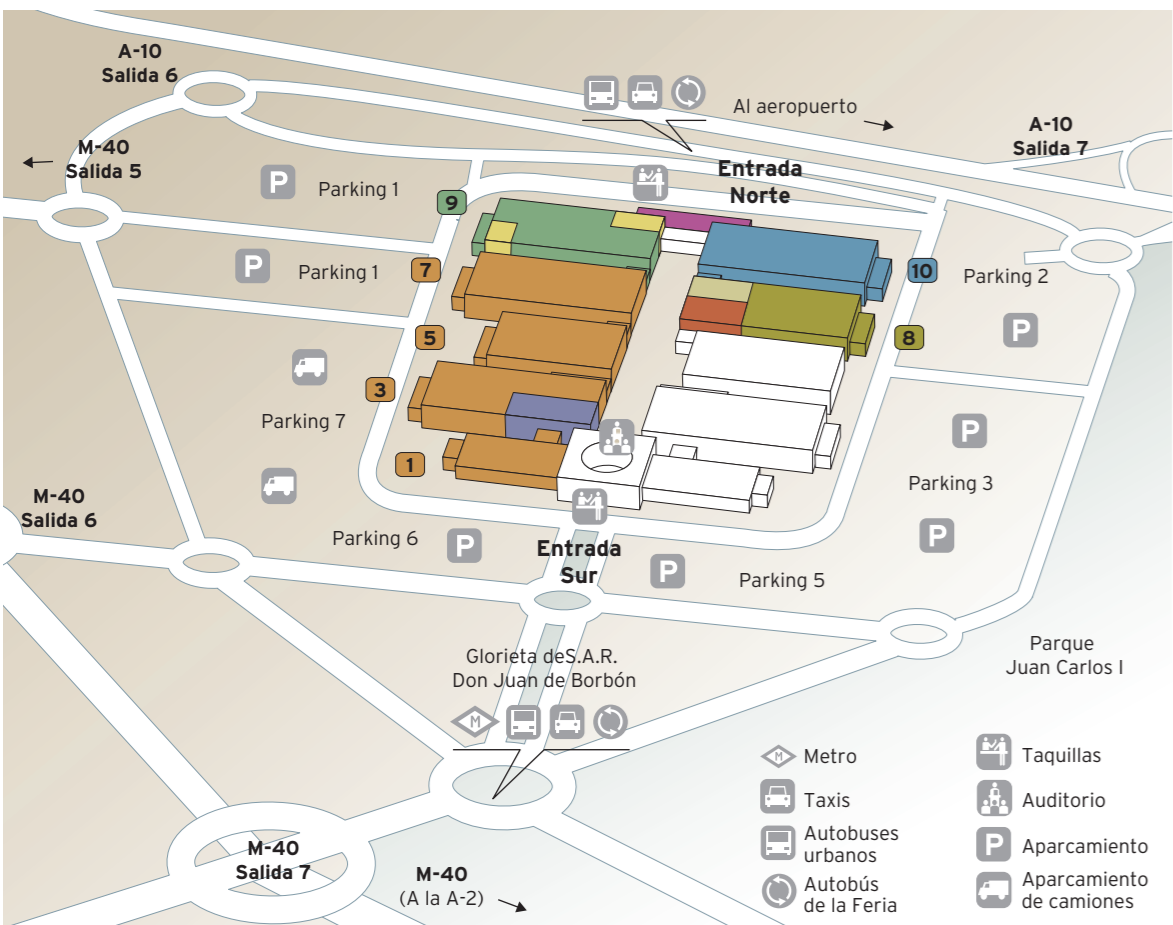 A-10
Salida 6
Al aeropuerto
A-10
Salida 7
M-40
Salida 5
P
Parking 1
Entrada
Norte
9
P
Parking 1
7
10
Parking 2
P
5
8
3
Parking 7
P
1
Parking 3
M-40
Salida 6
Parking 6
P
P
Entrada
Sur
P
Parking 5
Glorieta deS.A.R.
Don Juan de Borbón
Parque
Juan Carlos I
M
M
Metro
Taxis
Autobuses
urbanos
Autobús
de la Feria
Taquillas
Auditorio
P
Aparcamiento
Aparcamiento
de camiones
M-40
Salida 7
M-40
(A la A-2)